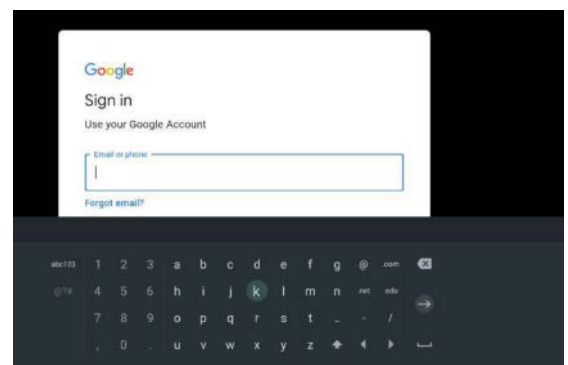 Google
Sign in
Use your Google Account
Email or phone
Forgot email?
abc123 1 2 3 a b c d e f g @ .com
@?# 4 5 6 h i j k l m n .net .edu
7 8 9 o p q r s t _ - /
, 0 . u v w x y z